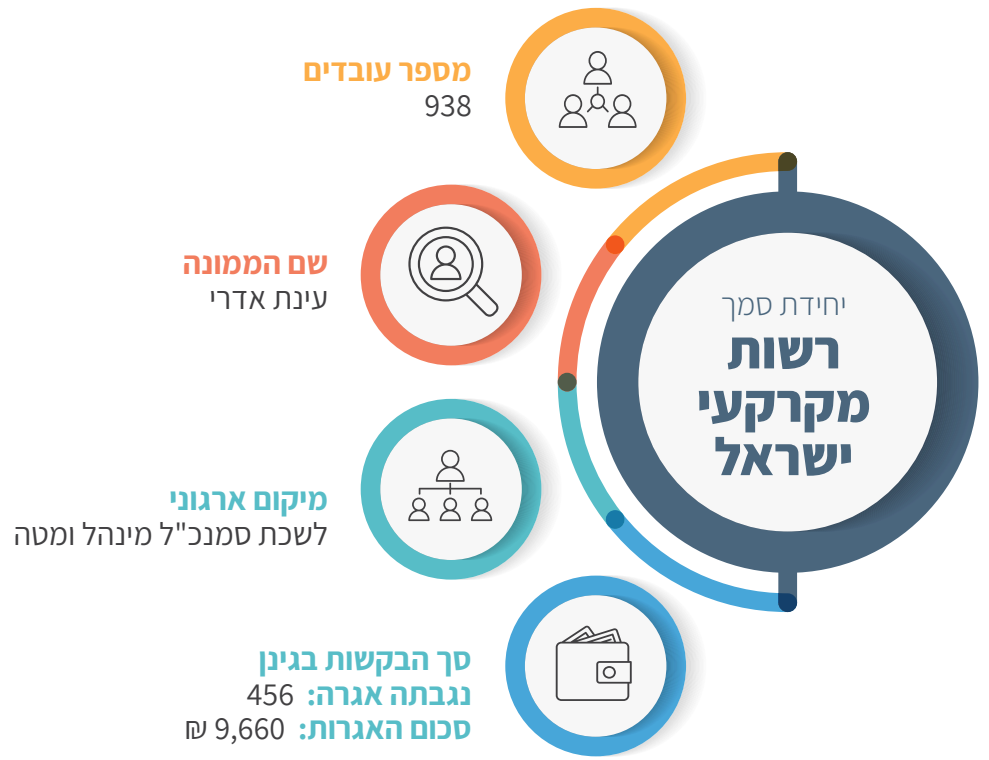 יחידת סמך
רשות
מקרקעי
ישראל
מספר עובדים
938
שם הממונה
עינת אדרי
מיקום ארגוני
לשכת סמנכ"ל מינהל ומטה
סך הבקשות בגינן
נגבתה אגרה: 456
סכום האגרות: 9,660 ₪